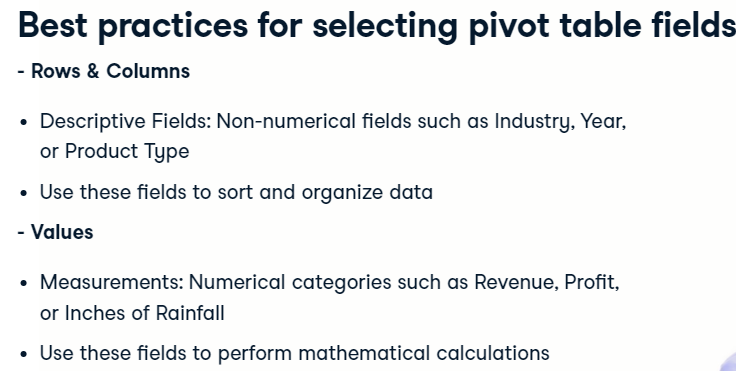 Best practices for selecting pivot table fields
- Rows & Columns
• Descriptive Fields: Non-numerical fields such as Industry, Year,
or Product Type
• Use these fields to sort and organize data
- Values
• Measurements: Numerical categories such as Revenue, Profit,
or Inches of Rainfall
• Use these fields to perform mathematical calculations